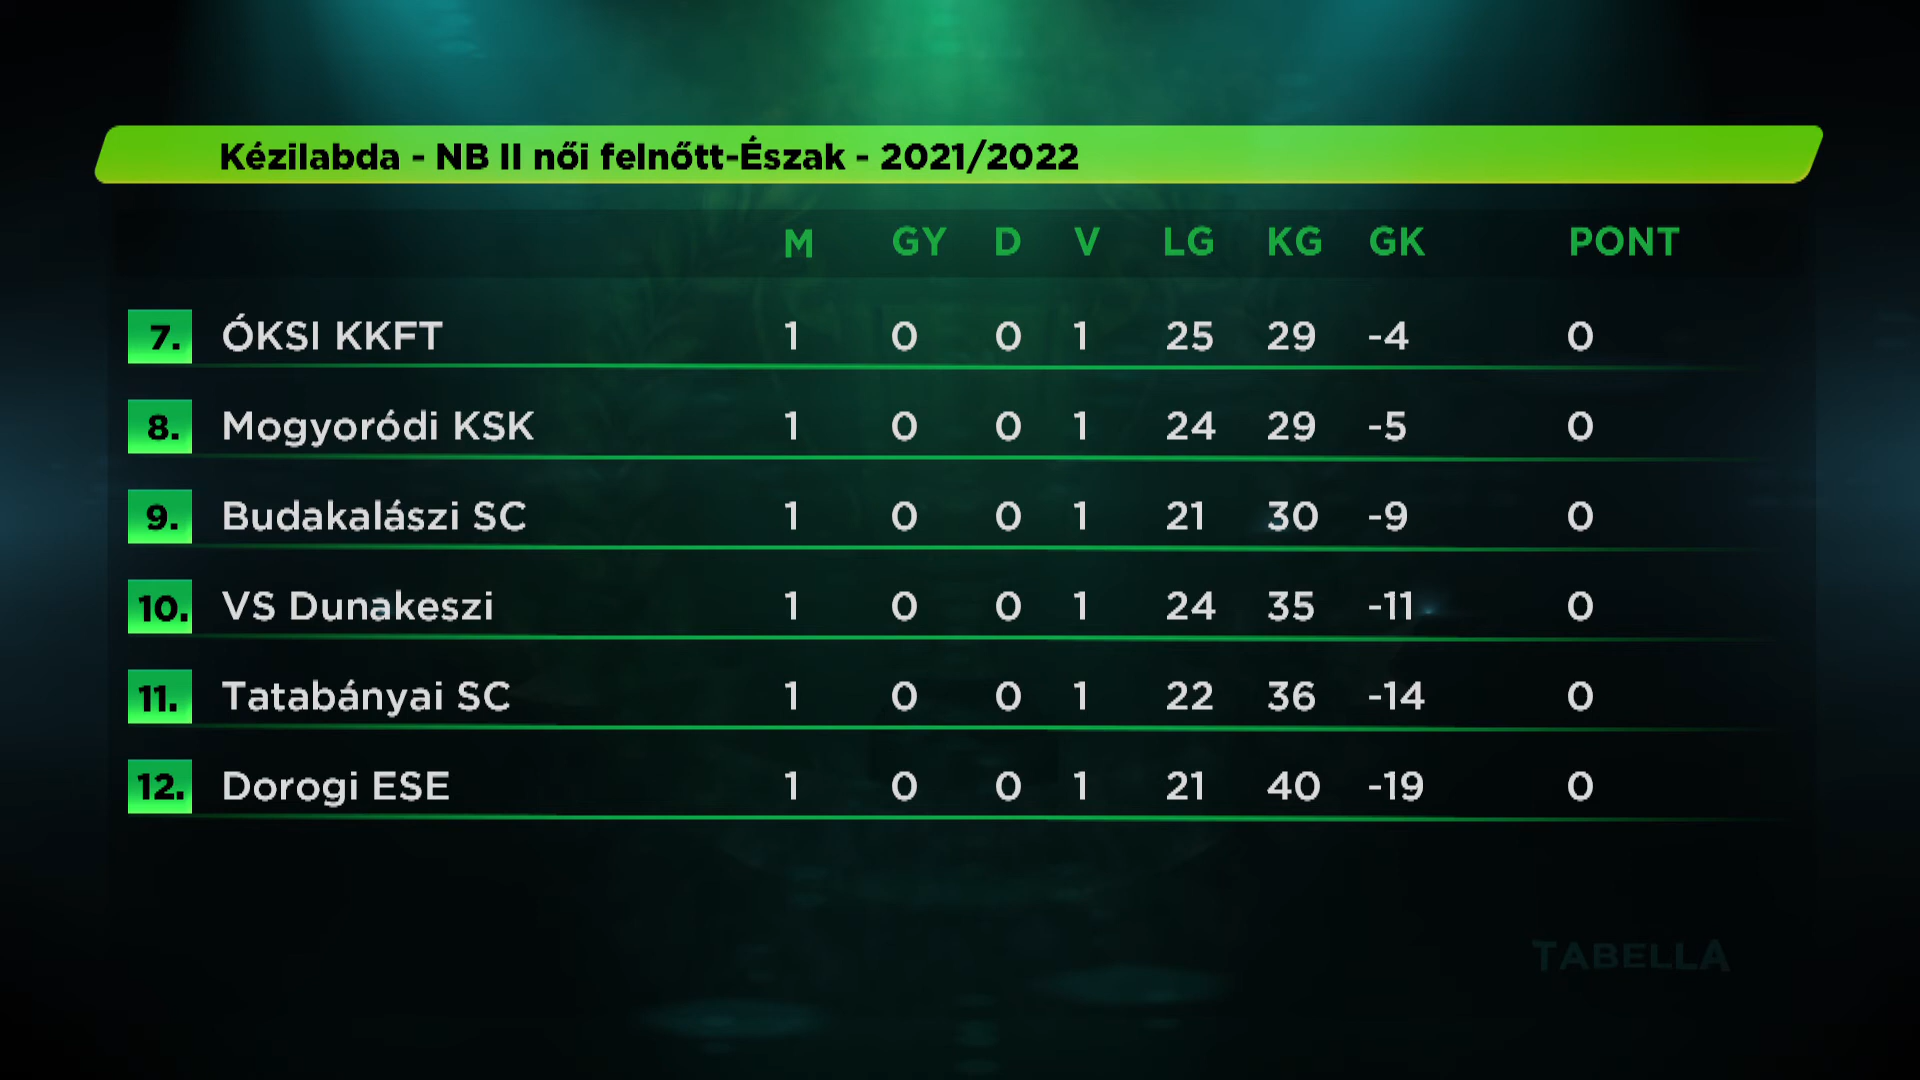 Kézilabda - NB II női felnőtt-Észak - 2021/2022
M GY D V LG KG GK PONT
7. ÓKSI KKFT 1 0 0 1 25 29 -4 0
8. Mogyoródi KSK 1 0 0 1 24 29 -5 0
9. Budakalászi SC 1 0 0 1 21 30 -9 0
10. VS Dunakeszi 1 0 0 1 24 35 -11 0
11. Tatabányai SC 1 0 0 1 22 36 -14 0
12. Dorogi ESE 1 0 0 1 21 40 -19 0
TABELLA